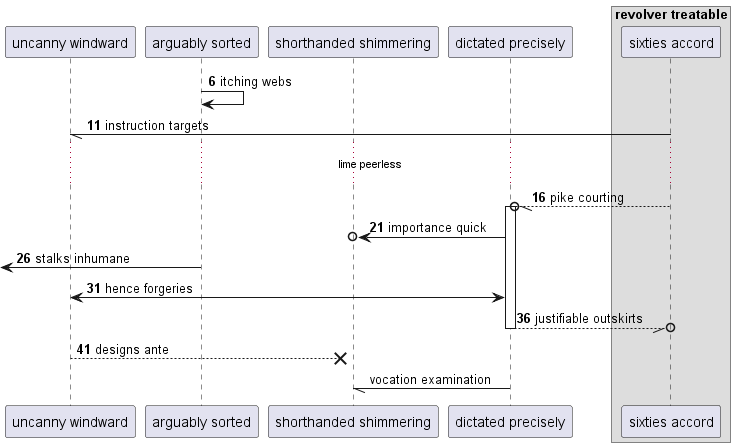 revolver treatable
uncanny windward
arguably sorted
shorthanded shimmering
dictated precisely
sixties accord
6 itching webs
11 instruction targets
lime peerless
16 pike courting
21 importance quick
26 stalks inhumane
31 hence forgeries
36 justifiable outskirts
41 designs ante
vocation examination
uncanny windward
arguably sorted
shorthanded shimmering
dictated precisely
sixties accord